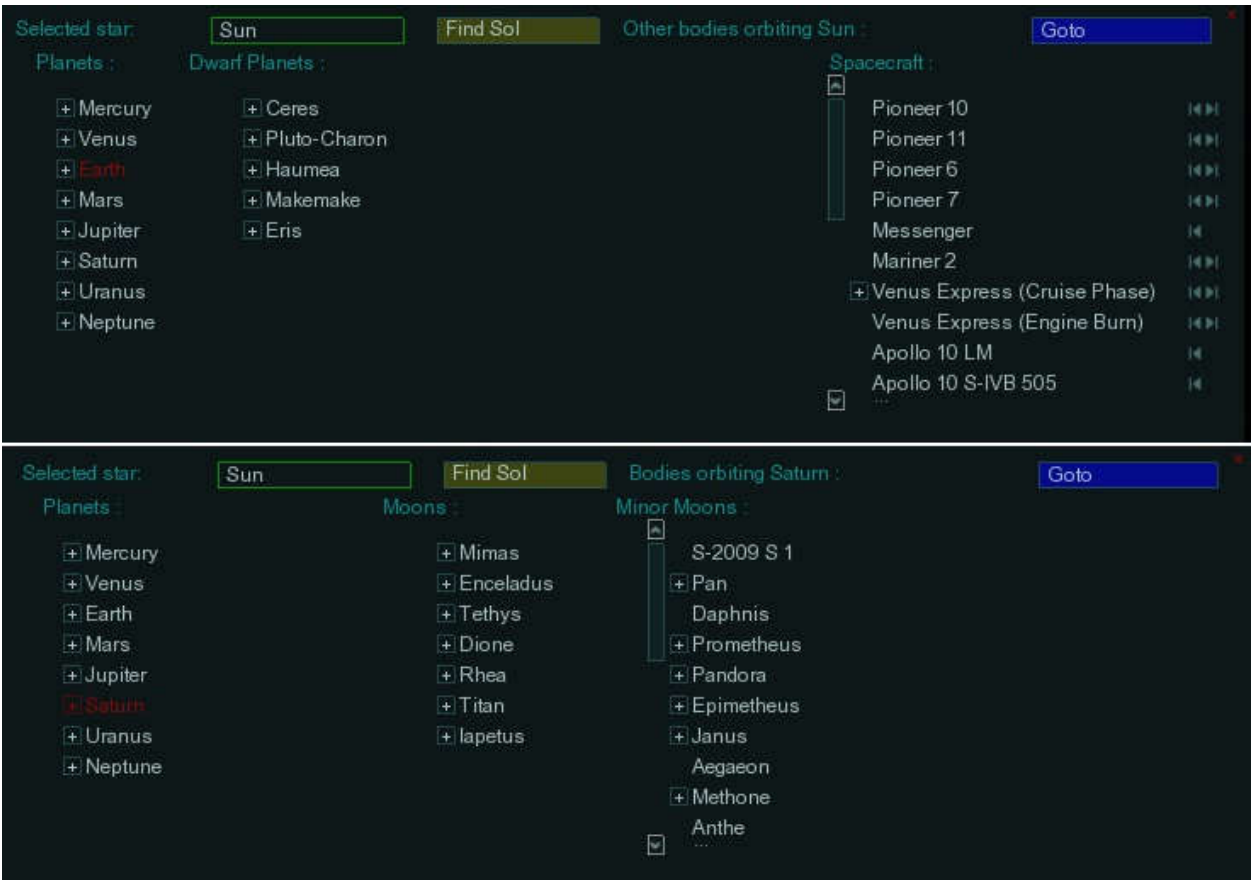 Selected star: Sun Find Sol Other bodies orbiting Sun : Goto
Planets : Dwarf Planets : Spacecraft :
Mercury Ceres Pioneer 10
Venus Pluto-Charon Pioneer 11
Earth Haumea Pioneer 6
Mars Makemake Pioneer 7
Jupiter Eris Messenger
Saturn Mariner 2
Uranus Venus Express (Cruise Phase)
Neptune Venus Express (Engine Burn)
Apollo 10 LM
Apollo 10 S-IVB 505
...
Selected star: Sun Find Sol Bodies orbiting Saturn : Goto
Planets : Moons : Minor Moons :
Mercury Mimas S-2009 S 1
Venus Enceladus Pan
Earth Tethys Daphnis
Mars Dione Prometheus
Jupiter Rhea Pandora
Saturn Titan Epimetheus
Uranus Iapetus Janus
Neptune Aegaeon
Methone
Anthe
...